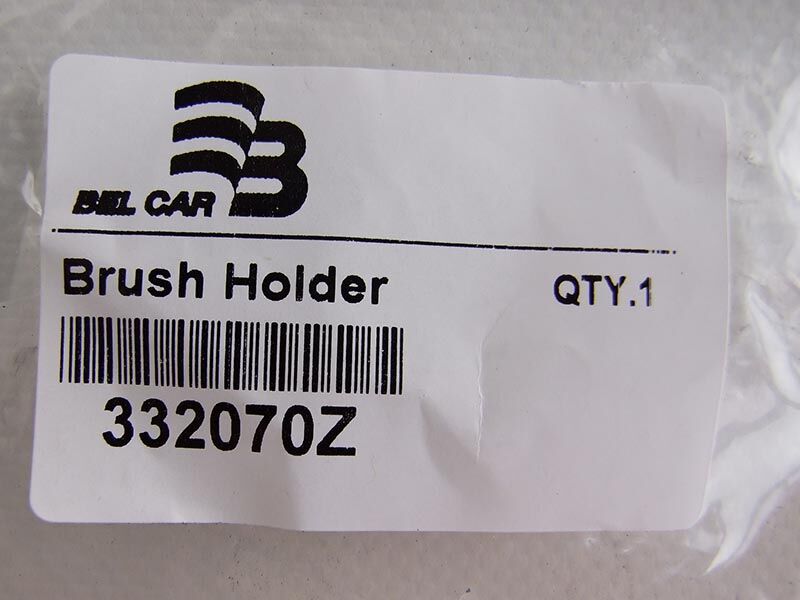 BEL CAR
Brush Holder
QTY.1
332070Z